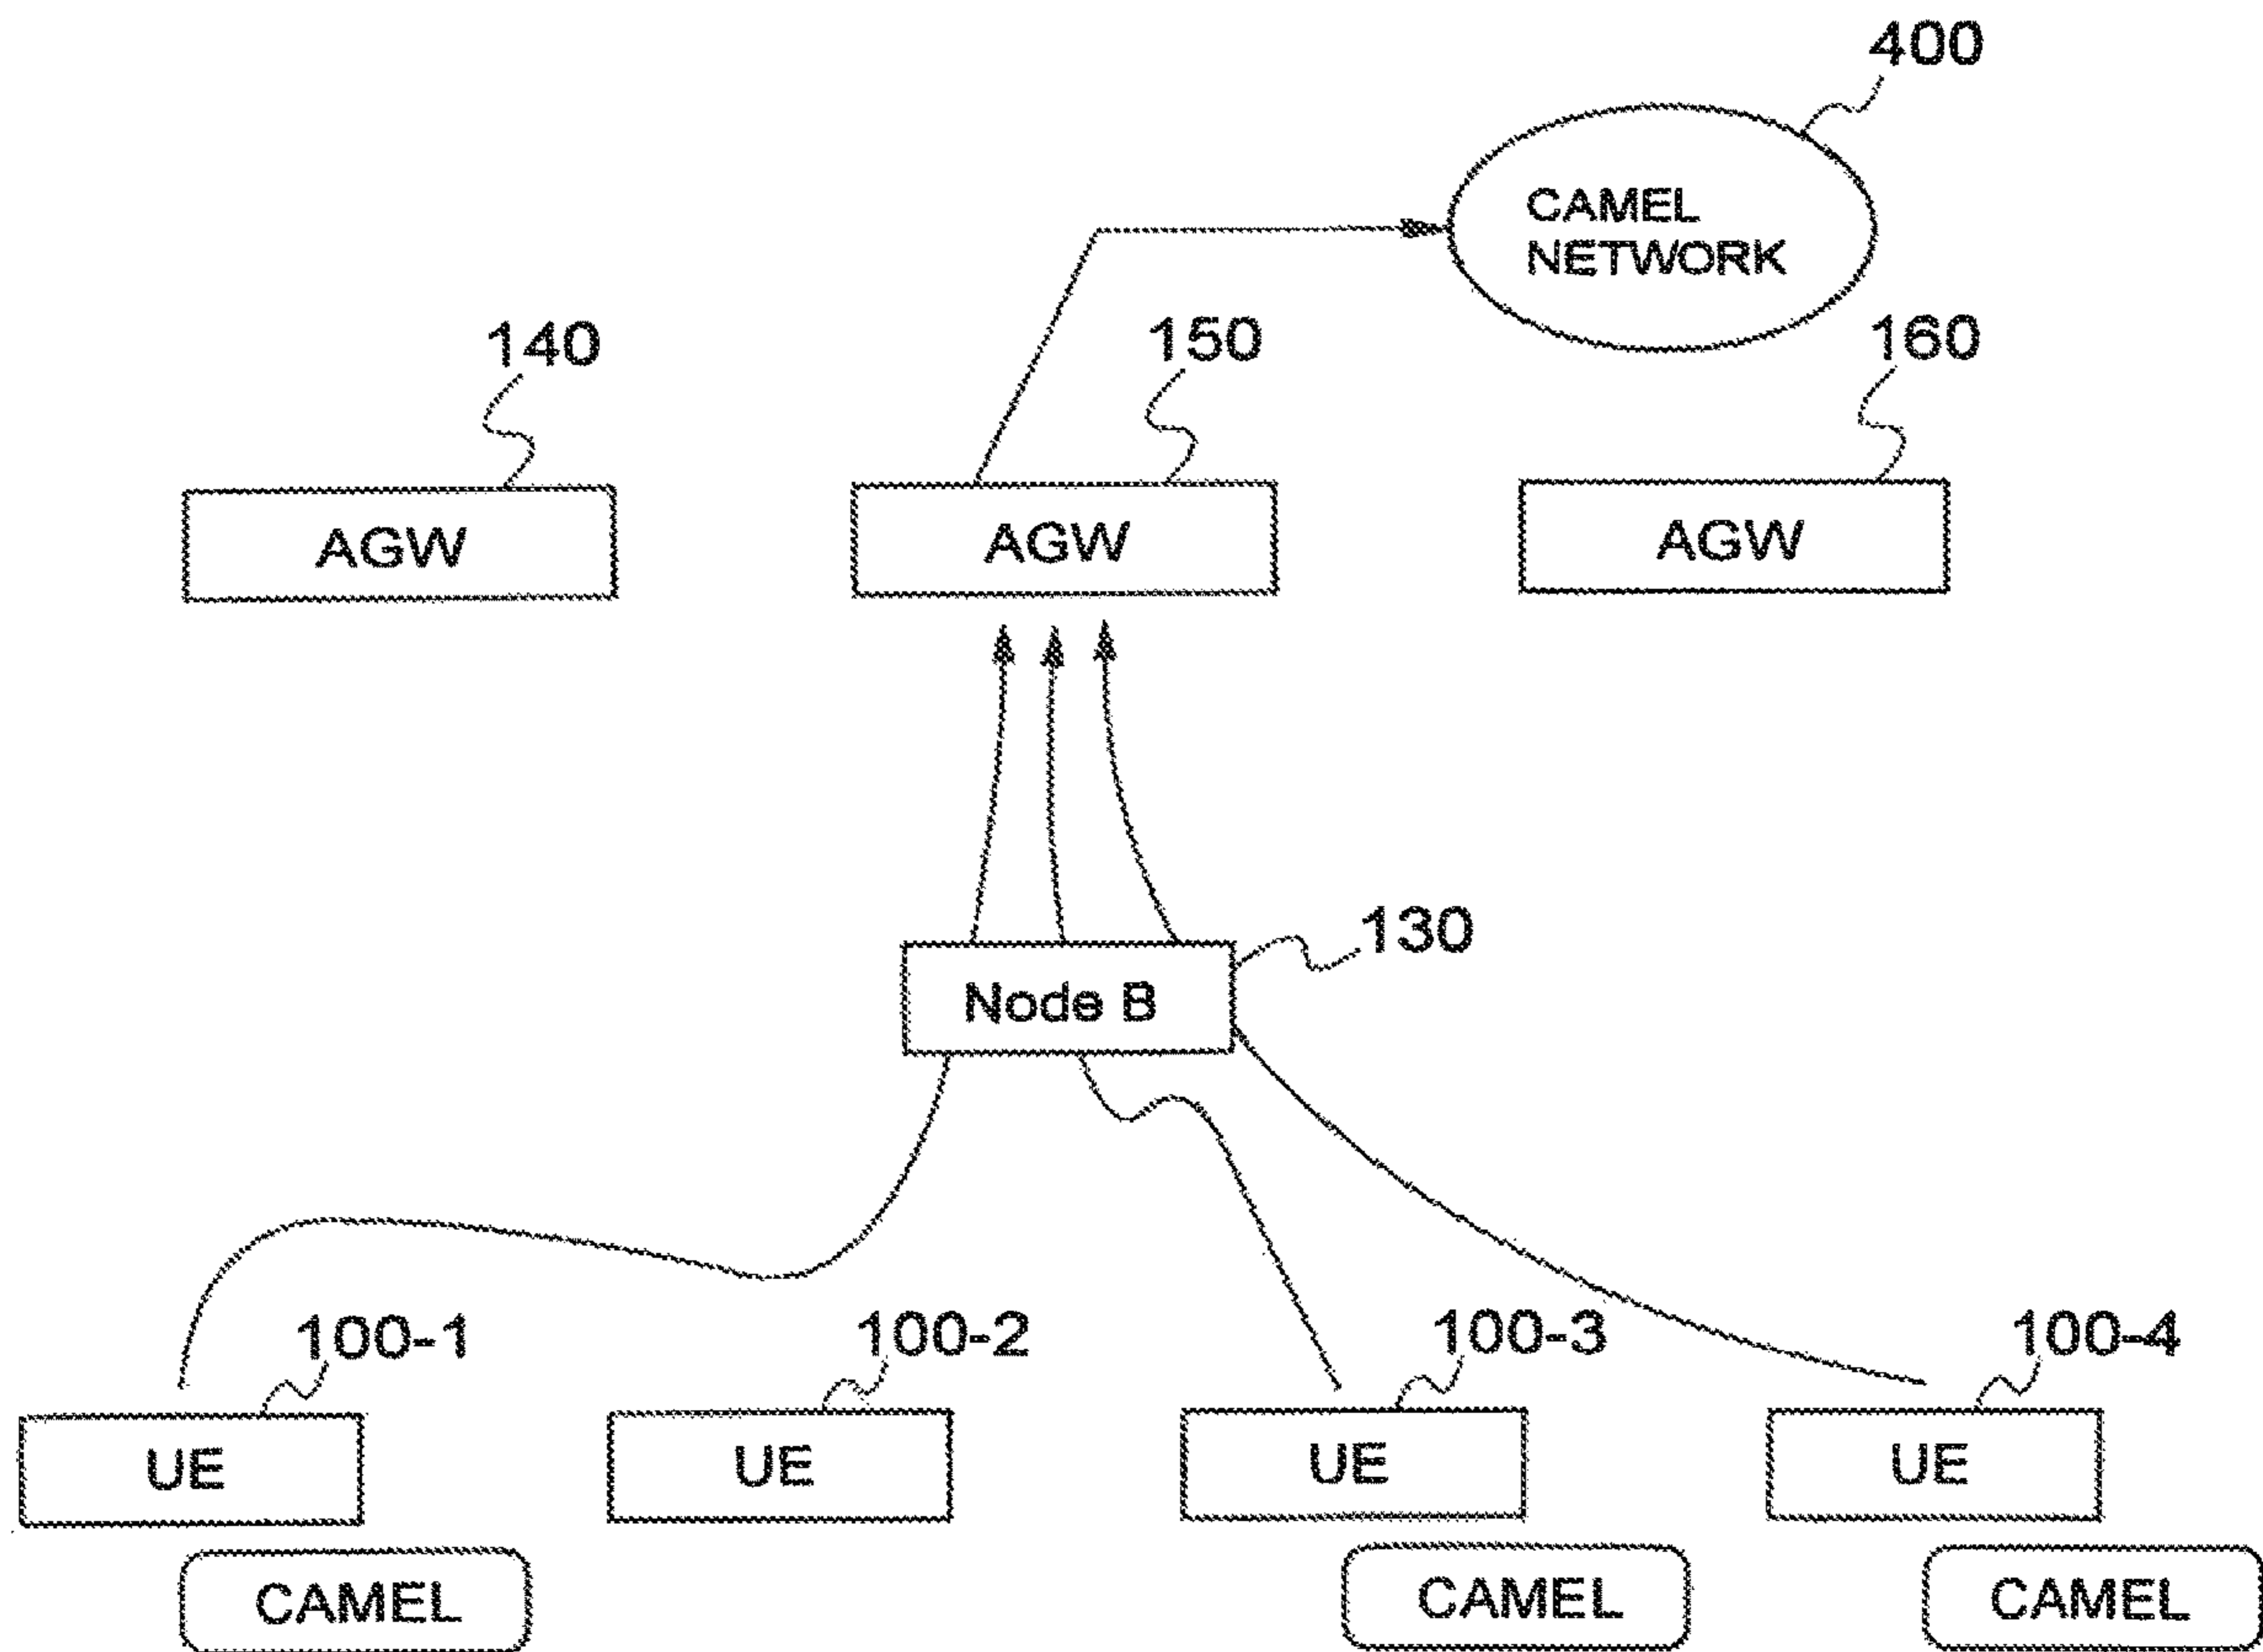 400
CAMEL
NETWORK
140
150
160
AGW
AGW
AGW
130
Node B
100-1
100-2
100-3
100-4
UE
UE
UE
UE
CAMEL
CAMEL
CAMEL